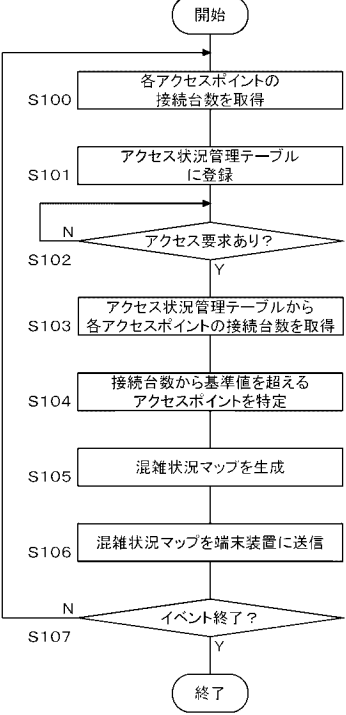 開始
各アクセスポイントの
接続台数を取得
S100
アクセス状況管理テーブル
に登録
S101
アクセス要求あり？
N
S102
Y
アクセス状況管理テーブルから
各アクセスポイントの接続台数を取得
S103
接続台数から基準値を超える
アクセスポイントを特定
S104
混雑状況マップを生成
S105
混雑状況マップを端末装置に送信
S106
イベント終了？
N
S107
Y
終了